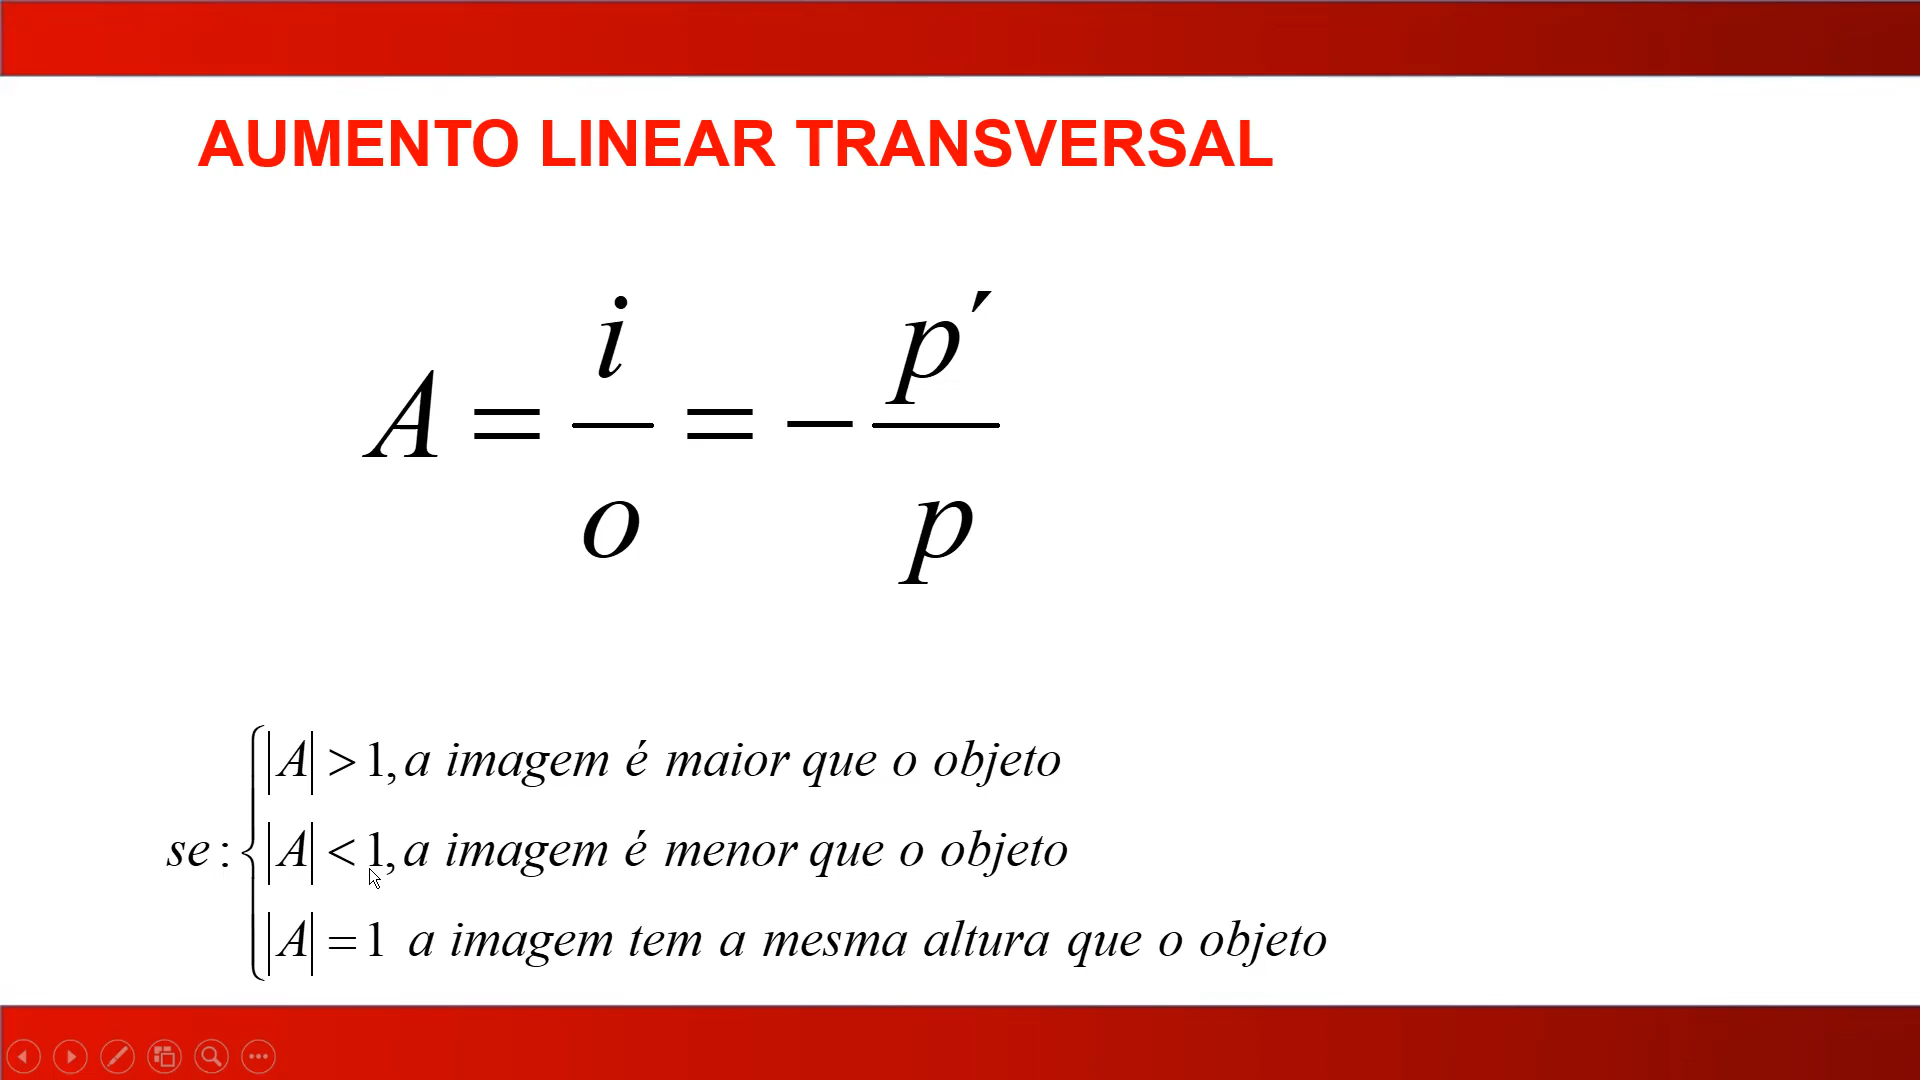 AUMENTO LINEAR TRANSVERSAL
A = i/o = − p′/p
se: { |A| > 1, a imagem é maior que o objeto
|A| < 1, a imagem é menor que o objeto
|A| = 1 a imagem tem a mesma altura que o objeto